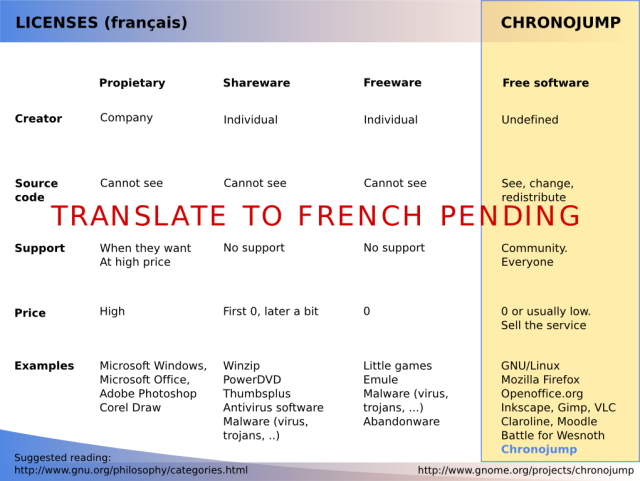 LICENSES (français)
CHRONOJUMP
Propietary Shareware Freeware Free software
Creator Company Individual Individual Undefined
Source code Cannot see Cannot see Cannot see See, change, redistribute
TRANSLATE TO FRENCH PENDING
Support When they want At high price No support No support Community. Everyone
Price High First 0, later a bit 0 0 or usually low. Sell the service
Examples
Microsoft Windows,
Microsoft Office,
Adobe Photoshop
Corel Draw
Winzip
PowerDVD
Thumbsplus
Antivirus software
Malware (virus,
trojans, ..)
Little games
Emule
Malware (virus,
trojans, ...)
Abandonware
GNU/Linux
Mozilla Firefox
Openoffice.org
Inkscape, Gimp, VLC
Claroline, Moodle
Battle for Wesnoth
Chronojump
Suggested reading:
http://www.gnu.org/philosophy/categories.html
http://www.gnome.org/projects/chronojump